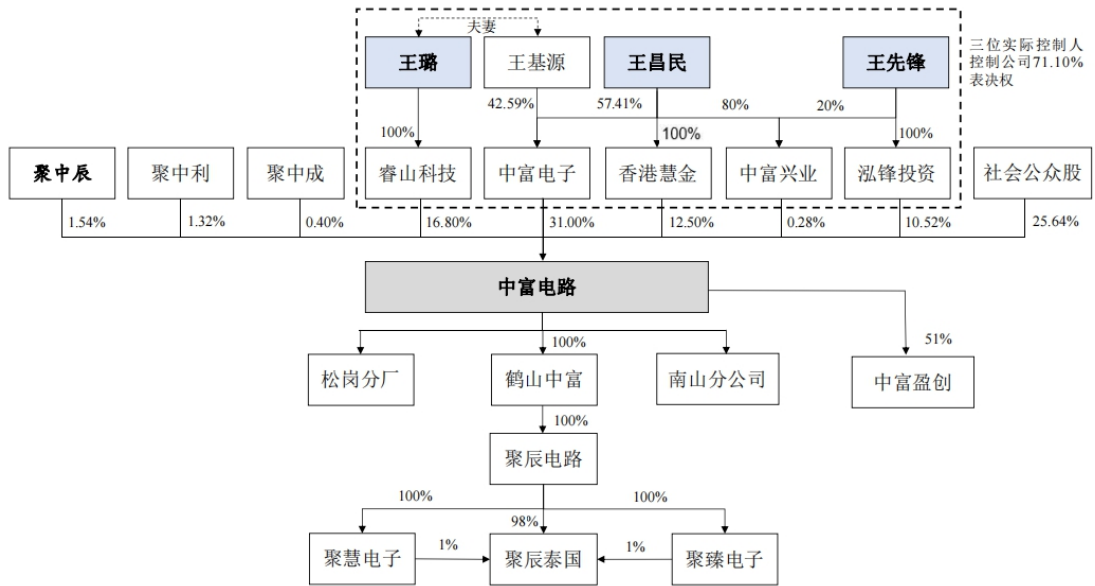 夫妻
王璐
王基源
王昌民
王先锋
三位实际控制人
控制公司71.10%
表决权
42.59%
57.41%
80%
20%
100%
100%
100%
聚中辰
聚中利
聚中成
睿山科技
中富电子
香港慧金
中富兴业
泓锋投资
社会公众股
1.54%
1.32%
0.40%
16.80%
31.00%
12.50%
0.28%
10.52%
25.64%
中富电路
100%
51%
松岗分厂
鹤山中富
南山分公司
中富盈创
100%
聚辰电路
100%
100%
98%
聚慧电子
1%
聚辰泰国
1%
聚臻电子